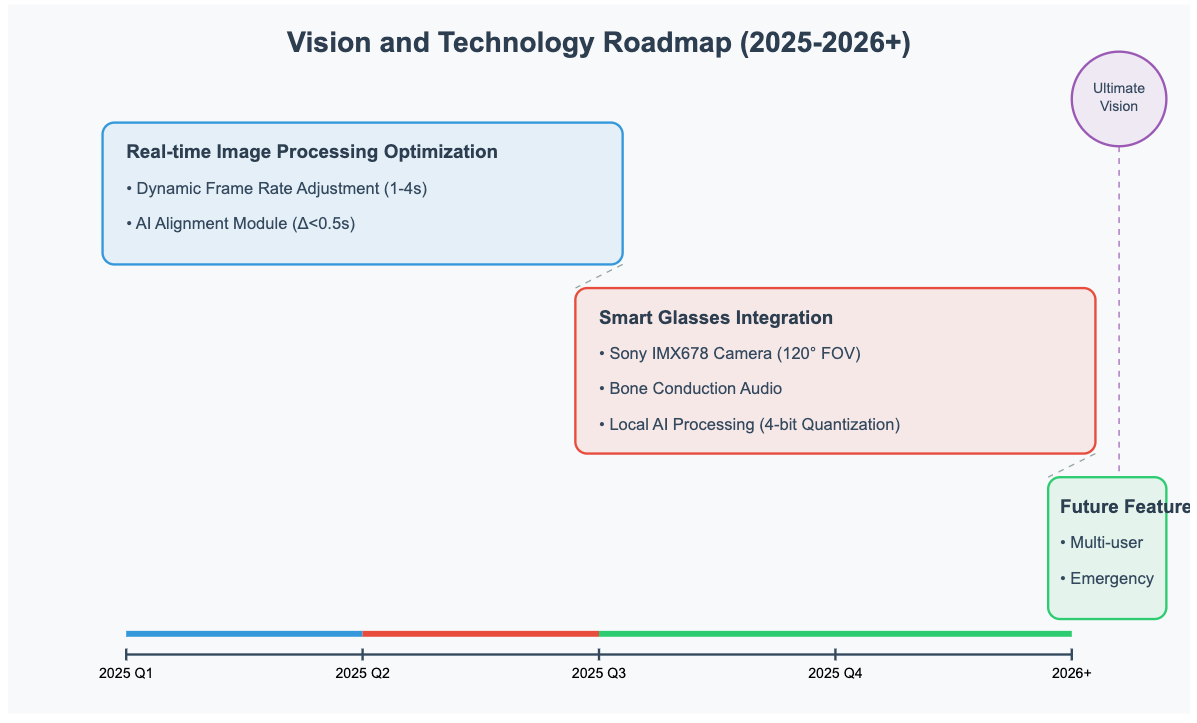 Vision and Technology Roadmap (2025-2026+)
Ultimate
Vision
Real-time Image Processing Optimization
• Dynamic Frame Rate Adjustment (1-4s)
• AI Alignment Module (Δ<0.5s)
Smart Glasses Integration
• Sony IMX678 Camera (120° FOV)
• Bone Conduction Audio
• Local AI Processing (4-bit Quantization)
Future Feature
• Multi-user
• Emergency
2025 Q1
2025 Q2
2025 Q3
2025 Q4
2026+